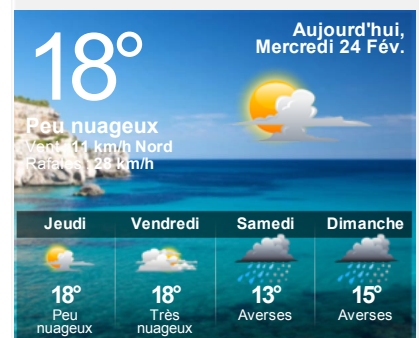 18°
Aujourd'hui,
Mercredi 24 Fév.
Peu nuageux
Vent : 11 km/h Nord
Rafales : 28 km/h
Jeudi Vendredi Samedi Dimanche
18° 18° 13° 15°
Peu nuageux Très nuageux Averses Averses